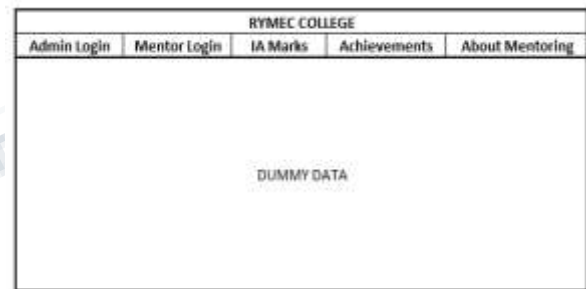 RYMEC COLLEGE
Admin Login Mentor Login IA Marks Achievements About Mentoring
DUMMY DATA